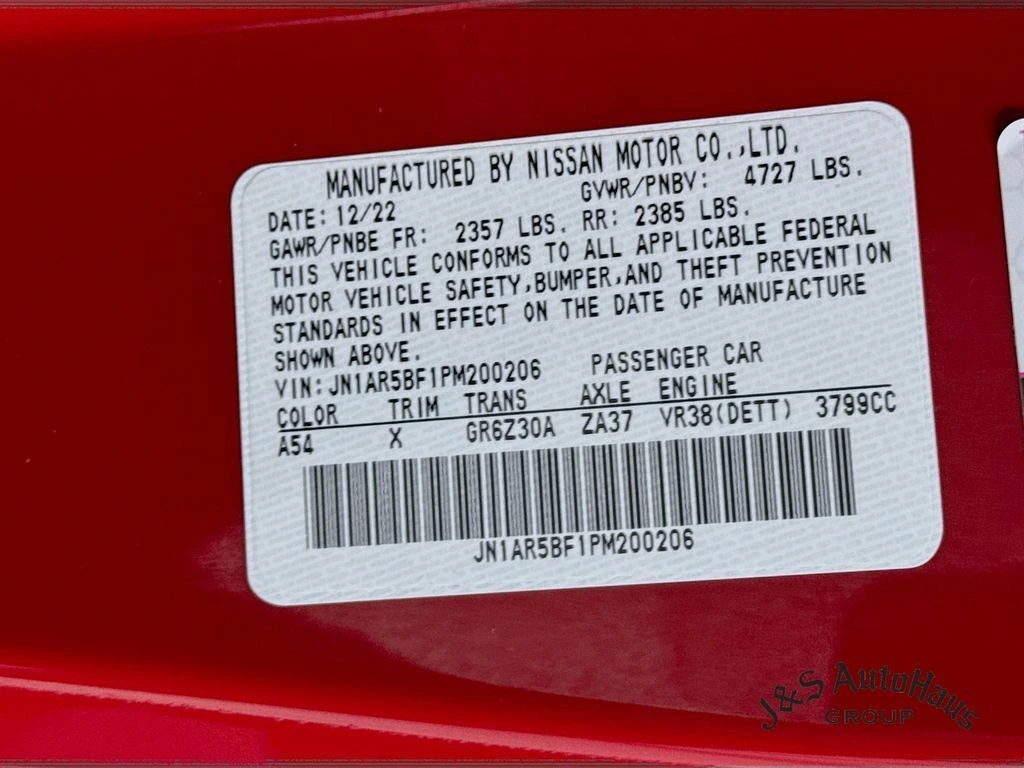 MANUFACTURED BY NISSAN MOTOR CO.,LTD.
DATE: 12/22 GVWR/PNBV: 4727 LBS.
GAWR/PNBE FR: 2357 LBS. RR: 2385 LBS.
THIS VEHICLE CONFORMS TO ALL APPLICABLE FEDERAL
MOTOR VEHICLE SAFETY,BUMPER,AND THEFT PREVENTION
STANDARDS IN EFFECT ON THE DATE OF MANUFACTURE
SHOWN ABOVE.
VIN: JN1AR5BF1PM200206 PASSENGER CAR
COLOR TRIM TRANS AXLE ENGINE
A54 X GR6Z30A ZA37 VR38(DETT) 3799CC
JN1AR5BF1PM200206
J&S AutoHaus
GROUP